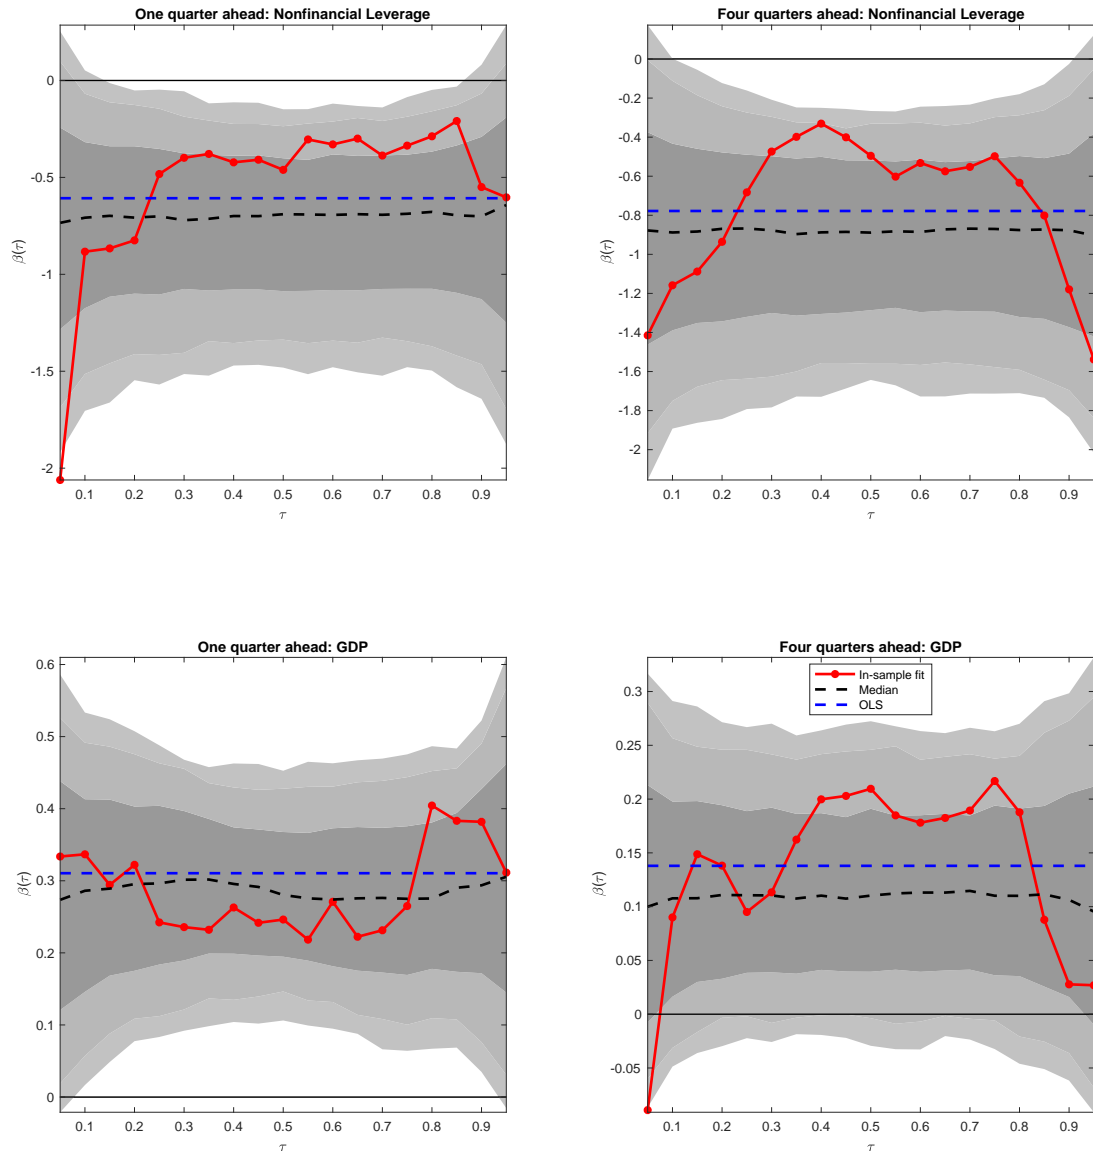 One quarter ahead: Nonfinancial Leverage
0
-0.5
-1
-1.5
-2
β(τ)
0.1 0.2 0.3 0.4 0.5 0.6 0.7 0.8 0.9
τ
Four quarters ahead: Nonfinancial Leverage
0
-0.2
-0.4
-0.6
-0.8
-1
-1.2
-1.4
-1.6
-1.8
-2
β(τ)
0.1 0.2 0.3 0.4 0.5 0.6 0.7 0.8 0.9
τ
One quarter ahead: GDP
0.6
0.5
0.4
0.3
0.2
0.1
0
β(τ)
0.1 0.2 0.3 0.4 0.5 0.6 0.7 0.8 0.9
τ
Four quarters ahead: GDP
In-sample fit
Median
OLS
0.3
0.25
0.2
0.15
0.1
0.05
0
-0.05
β(τ)
0.1 0.2 0.3 0.4 0.5 0.6 0.7 0.8 0.9
τ